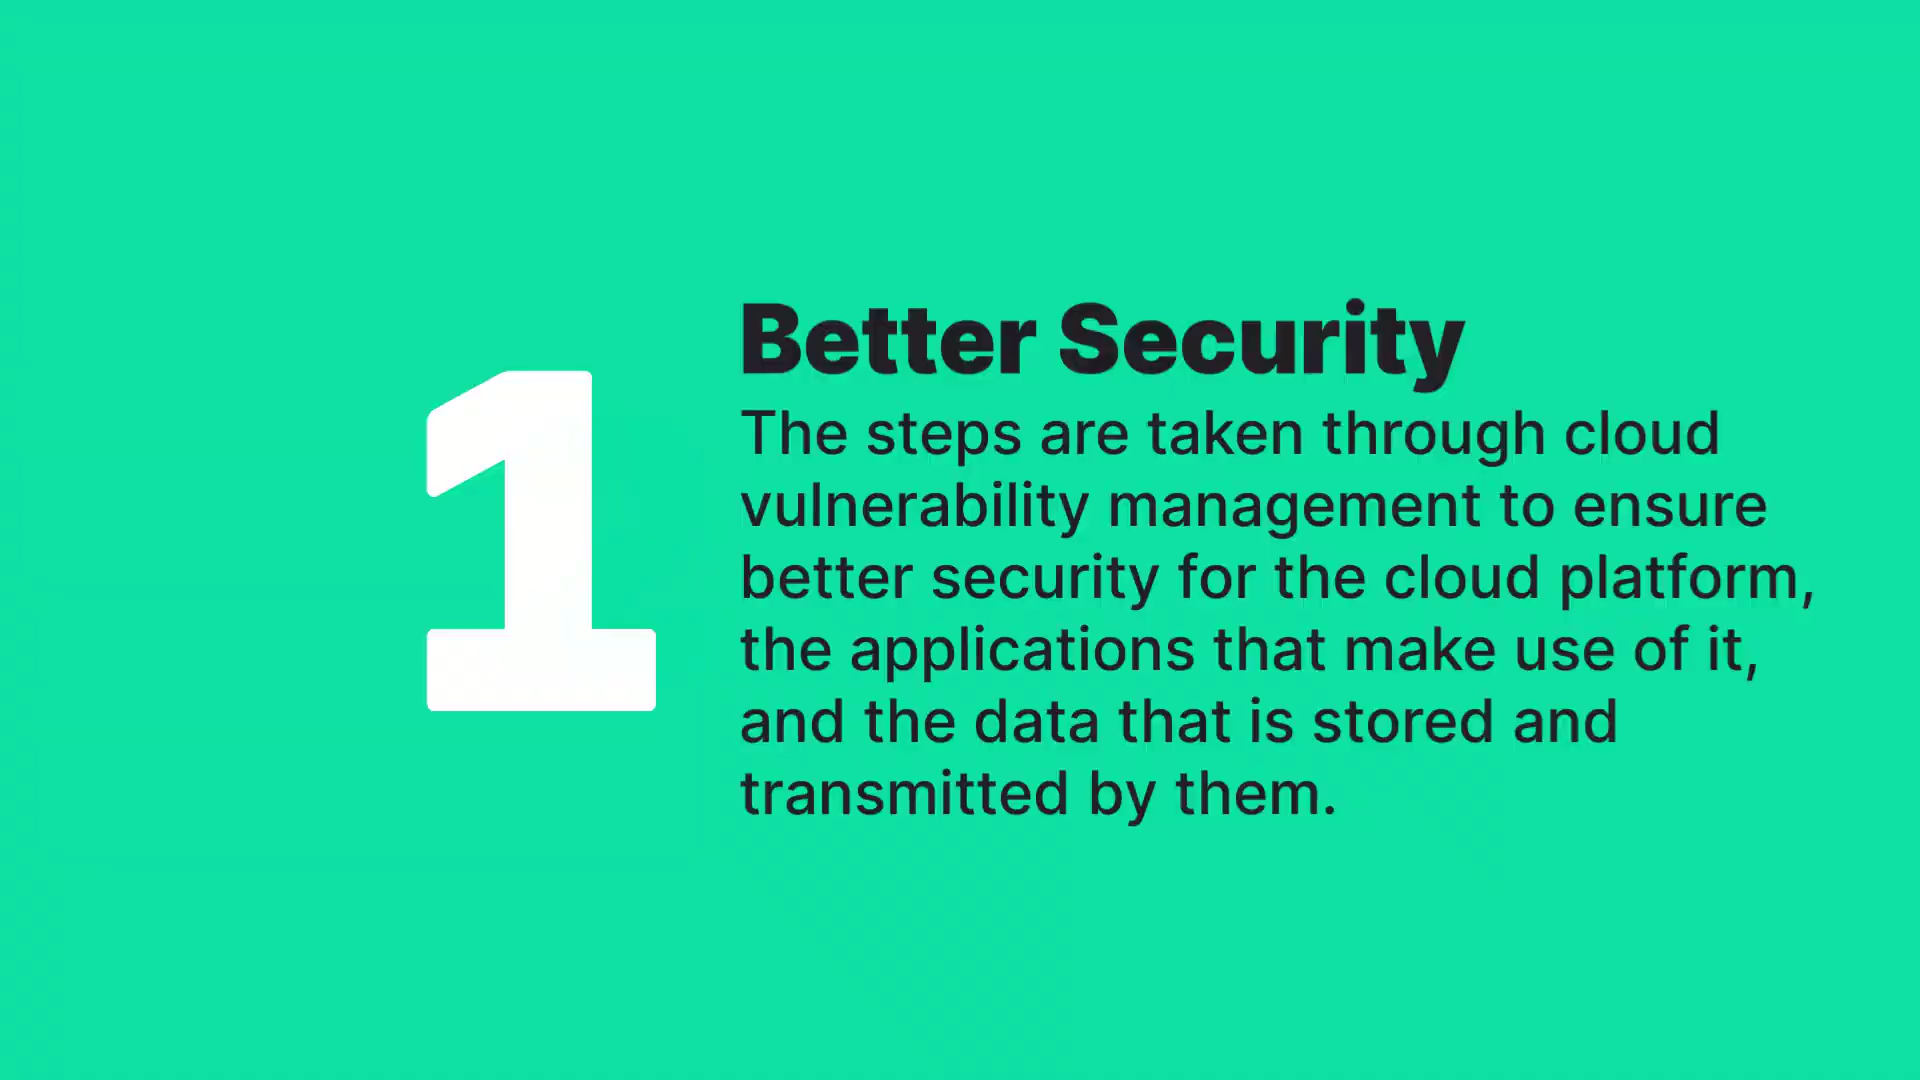 1
Better Security
The steps are taken through cloud
vulnerability management to ensure
better security for the cloud platform,
the applications that make use of it,
and the data that is stored and
transmitted by them.